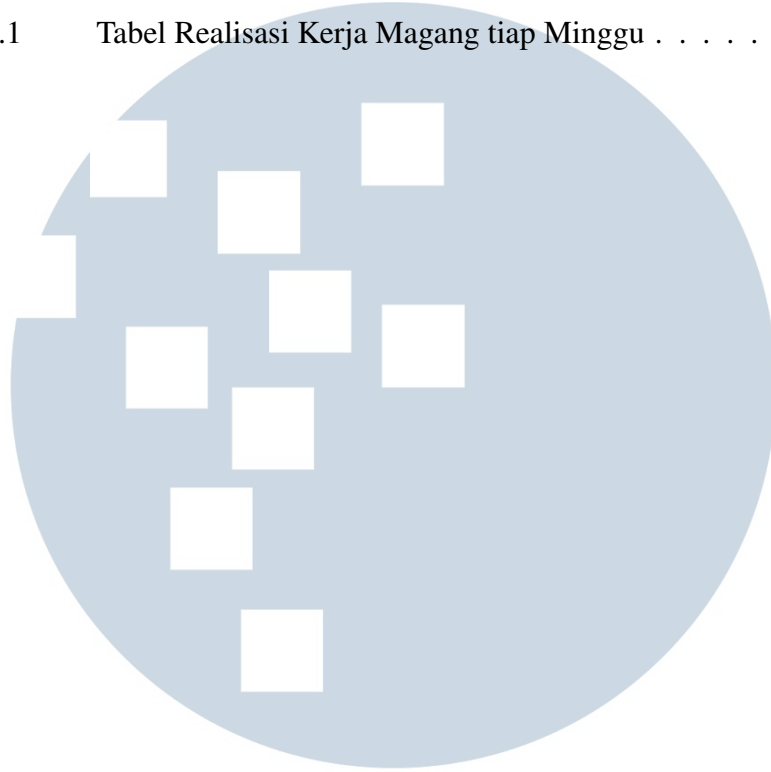 .1 Tabel Realisasi Kerja Magang tiap Minggu . . . . .